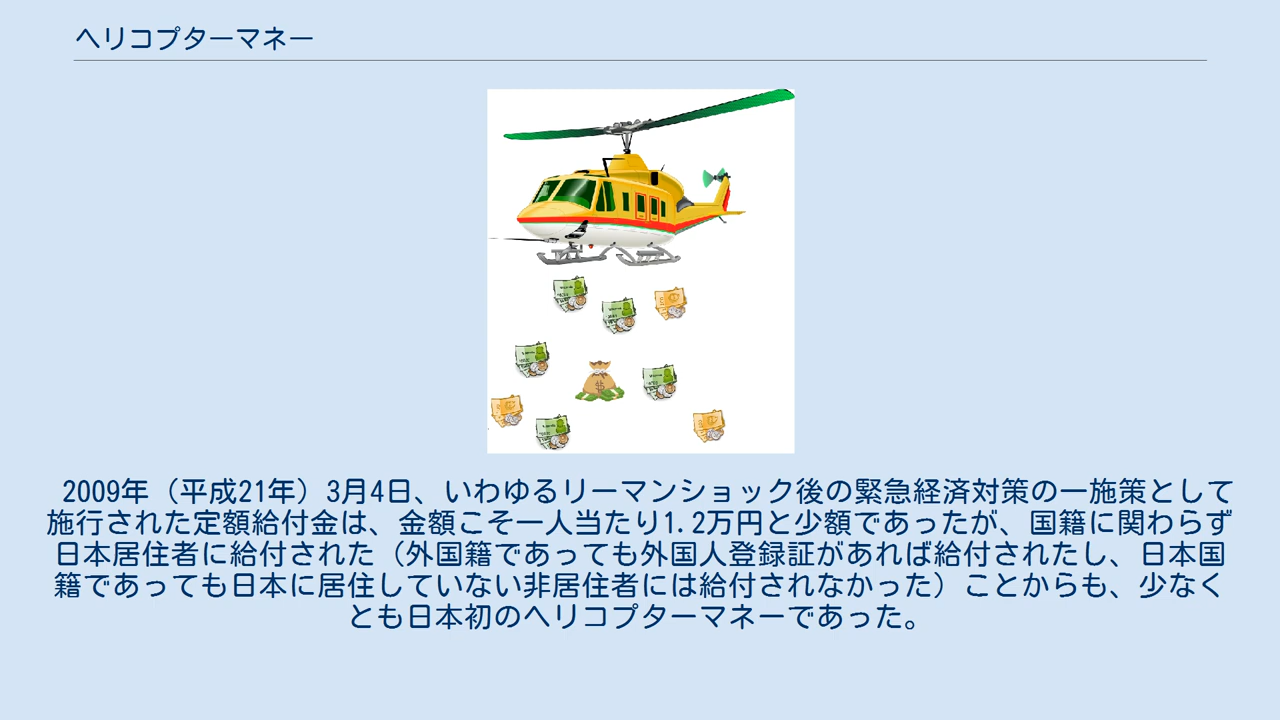 ヘリコプターマネー
2009年（平成21年）3月4日、いわゆるリーマンショック後の緊急経済対策の一施策として
施行された定額給付金は、金額こそ一人当たり1.2万円と少額であったが、国籍に関わらず
日本居住者に給付された（外国籍であっても外国人登録証があれば給付されたし、日本国
籍であっても日本に居住していない非居住者には給付されなかった）ことからも、少なく
とも日本初のヘリコプターマネーであった。